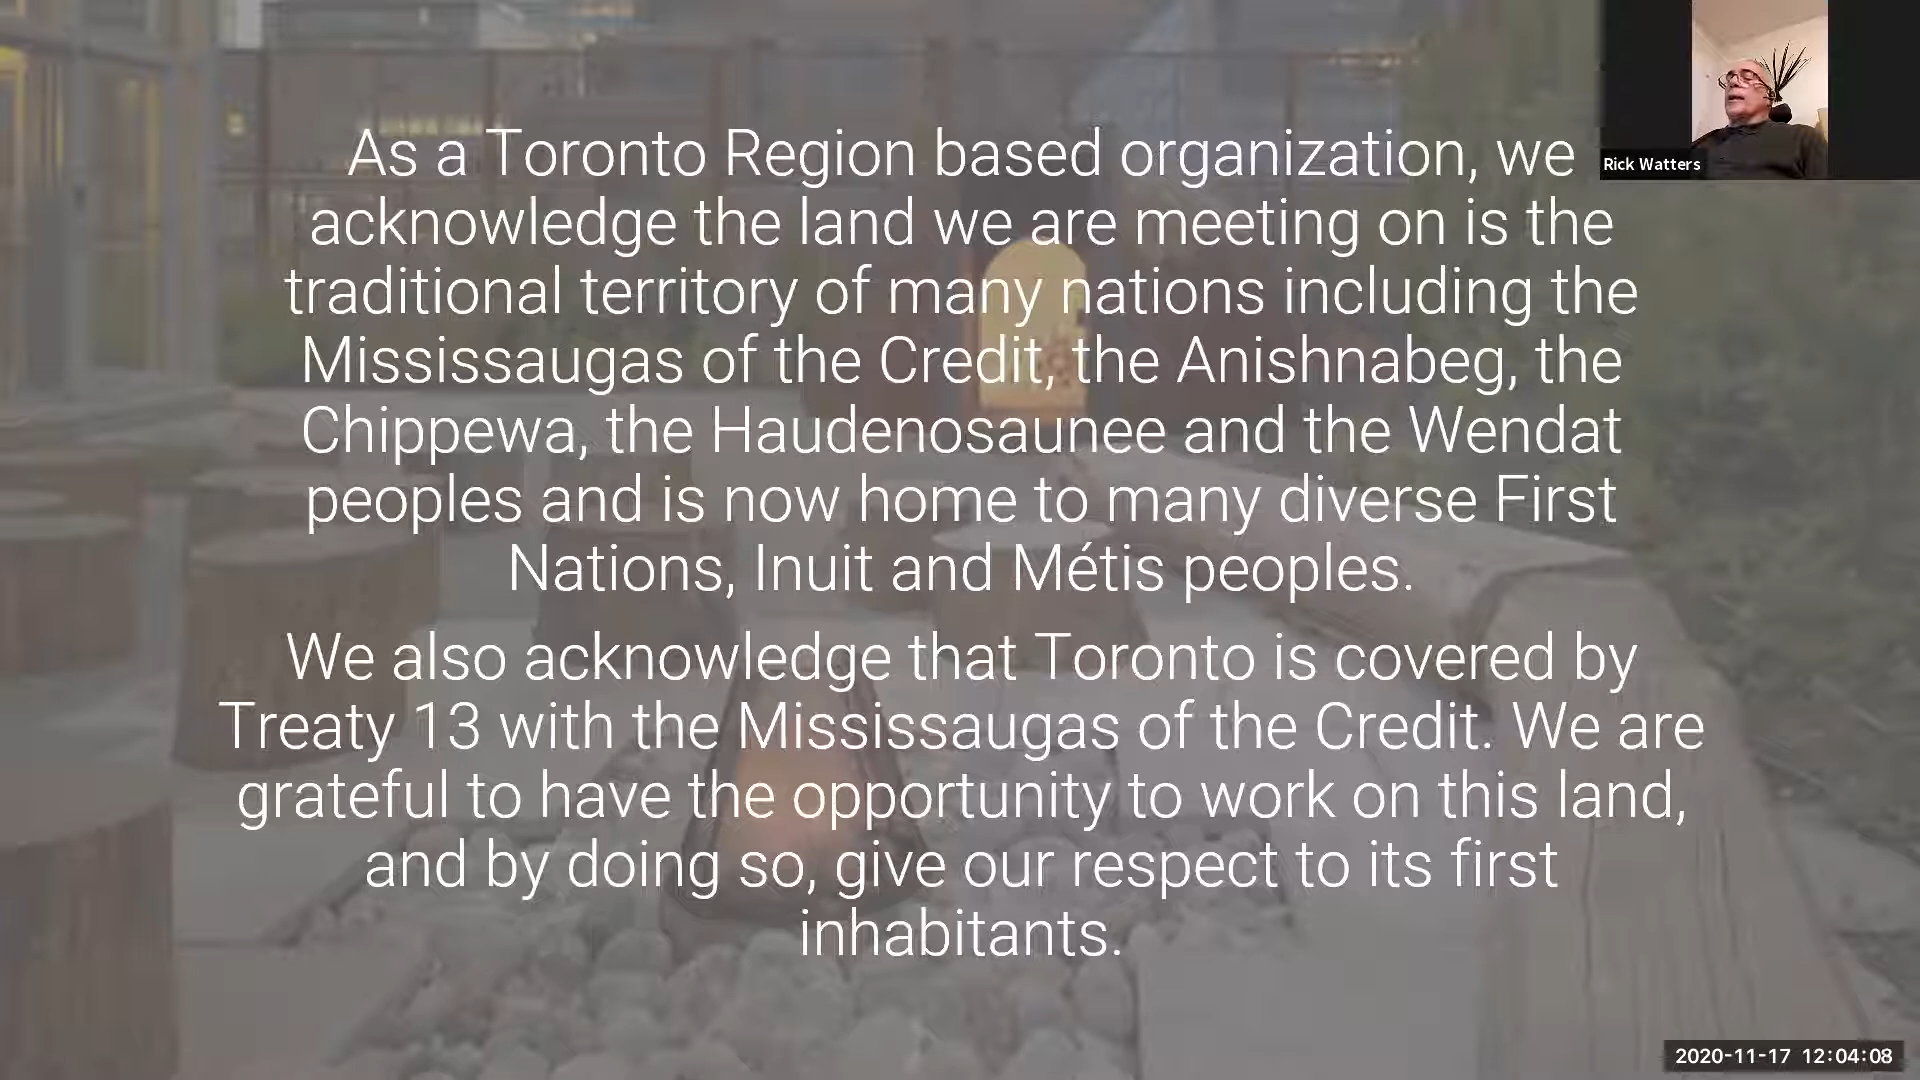 As a Toronto Region based organization, we
acknowledge the land we are meeting on is the
traditional territory of many nations including the
Mississaugas of the Credit, the Anishnabeg, the
Chippewa, the Haudenosaunee and the Wendat
peoples and is now home to many diverse First
Nations, Inuit and Métis peoples.
We also acknowledge that Toronto is covered by
Treaty 13 with the Mississaugas of the Credit. We are
grateful to have the opportunity to work on this land,
and by doing so, give our respect to its first
inhabitants.
Rick Watters
2020-11-17 12:04:08